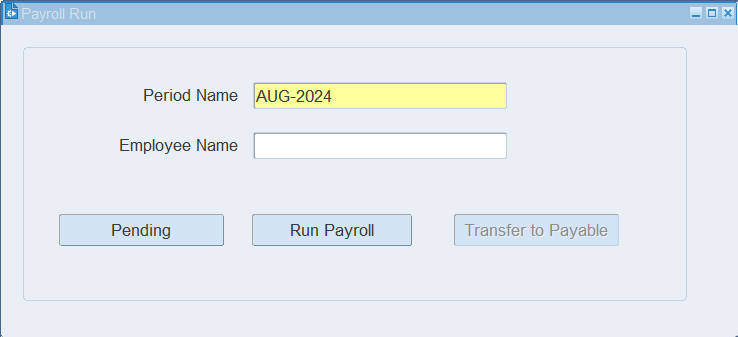 Payroll Run
Period Name AUG-2024
Employee Name
Pending Run Payroll Transfer to Payable